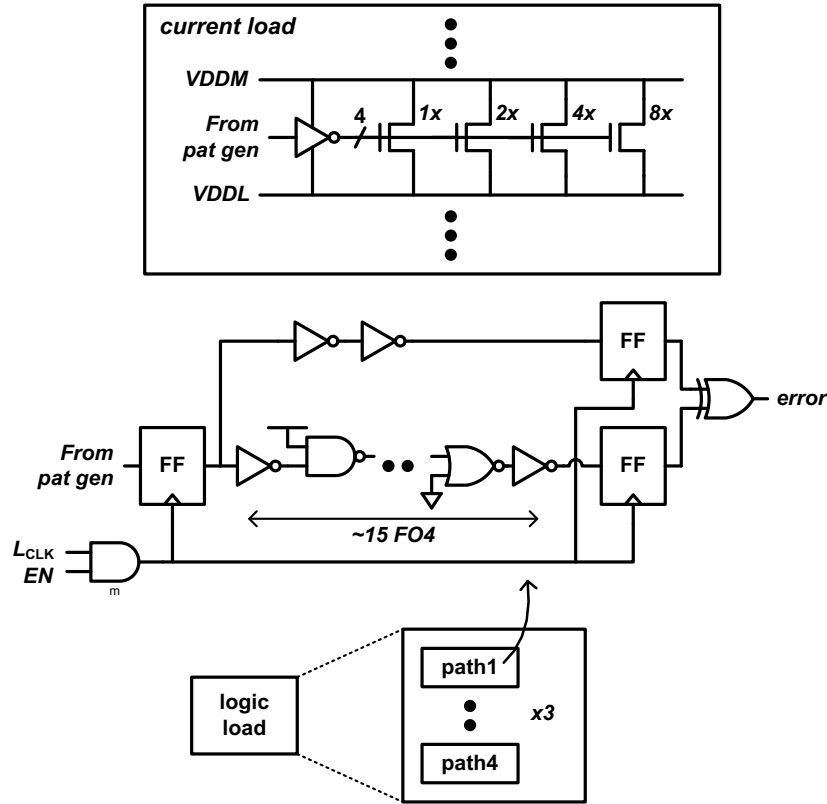 current load
VDDM
4
1x
2x
4x
8x
From
pat gen
VDDL
FF
FF
error
From
pat gen
FF
~15 FO4
LCLK
EN
m
path1
logic
load
x3
path4